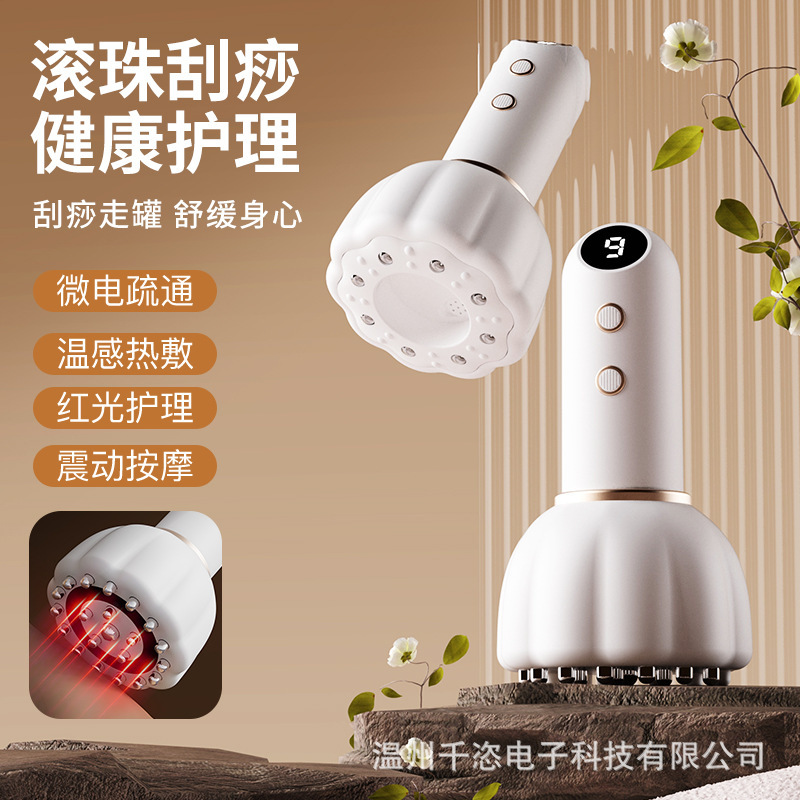 滚珠刮痧
健康护理
刮痧走罐 舒缓身心
微电疏通
温感热敷
红光护理
震动按摩
9
温州千恣电子科技有限公司